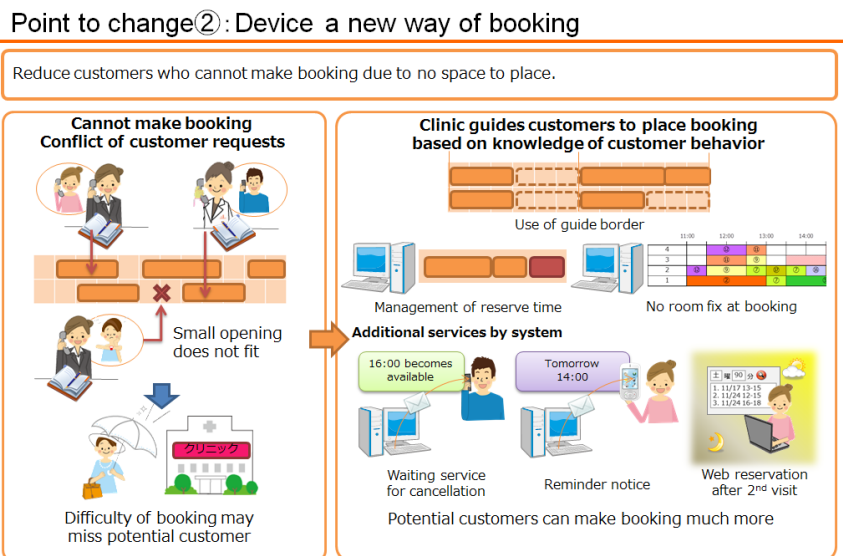 Point to change②:Device a new way of booking
Reduce customers who cannot make booking due to no space to place.
Cannot make booking
Conflict of customer requests
Small opening
does not fit
クリニック
Difficulty of booking may
miss potential customer
Clinic guides customers to place booking
based on knowledge of customer behavior
Use of guide border
Management of reserve time
11:00 12:00 13:00 14:00
4
3
2
1
No room fix at booking
Additional services by system
16:00 becomes
available
Waiting service
for cancellation
Tomorrow
14:00
Reminder notice
土 曜 90 分
1. 11/17 13-15
2. 11/24 12-15
3. 11/24 16-18
Web reservation
after 2nd visit
Potential customers can make booking much more